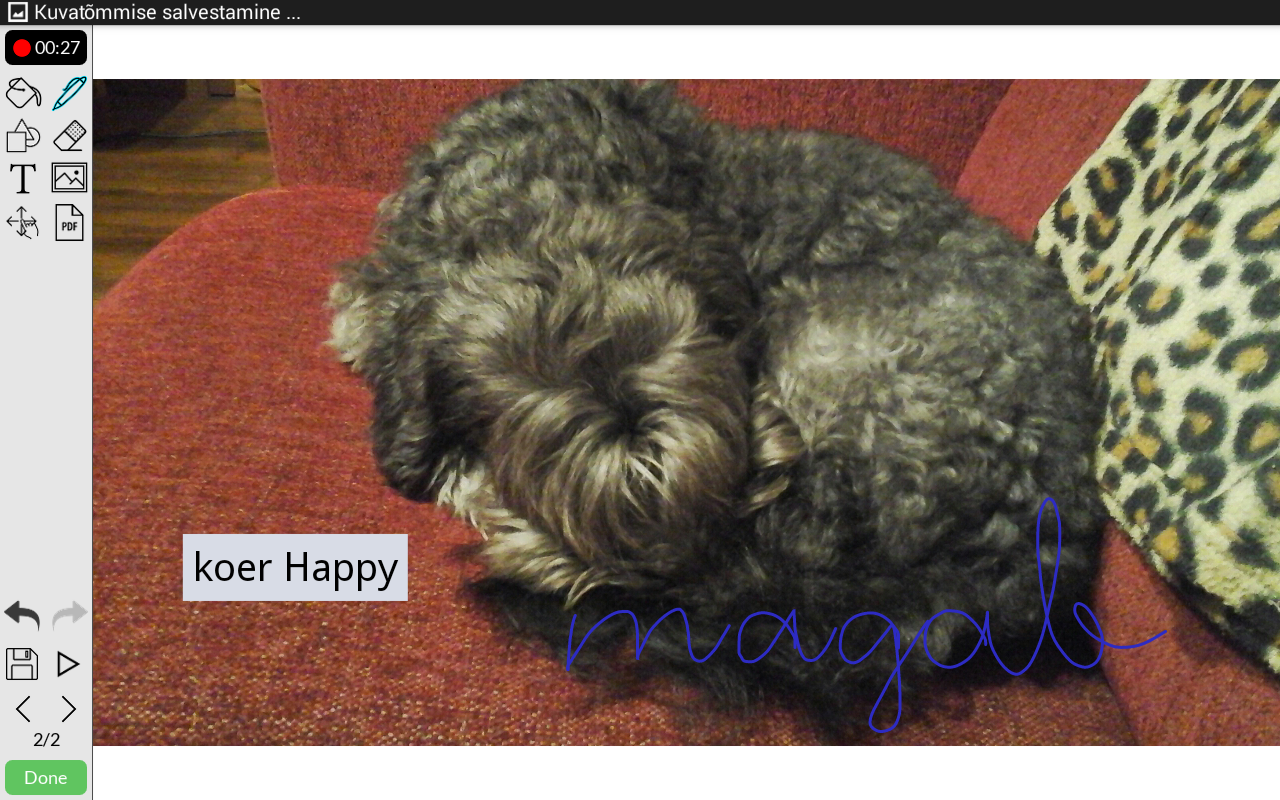 Kuvatõmmise salvestamine ...
00:27
T
PDF
koer Happy
magab
2/2
Done